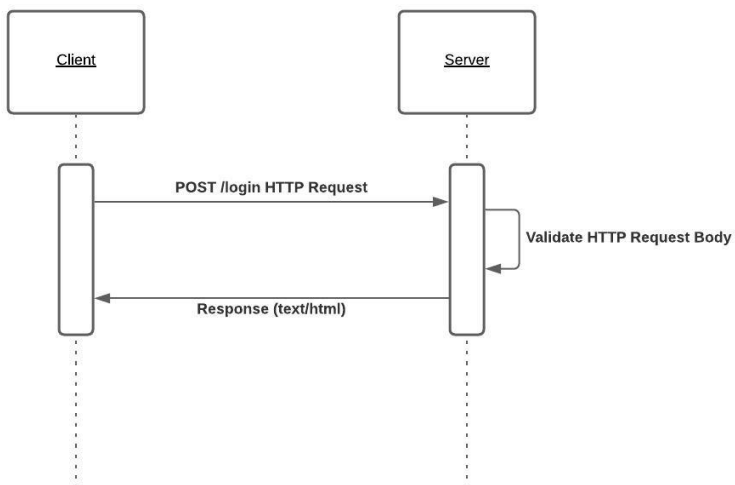 Client
Server
POST /login HTTP Request
Validate HTTP Request Body
Response (text/html)